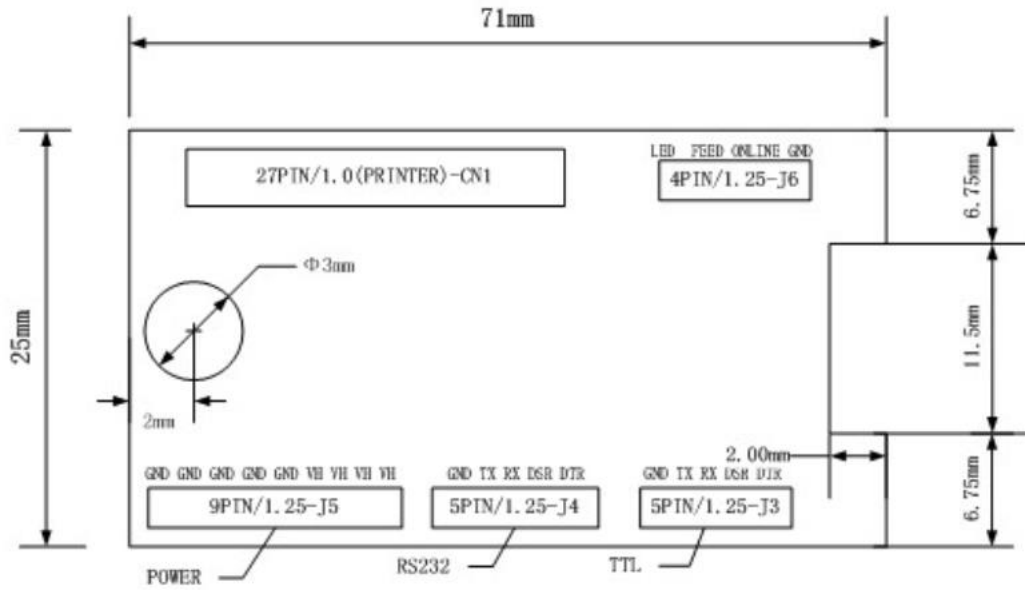 71mm
LED FEED ONLINE GND
27PIN/1.0(PRINTER)-CN1
4PIN/1.25-J6
6.75mm
Φ3mm
25mm
11.5mm
2mm
2.00mm
GND GND GND GND GND VH VH VH VH
GND TX RX DSR DTR
GND TX RX DSR DTR
9PIN/1.25-J5
5PIN/1.25-J4
5PIN/1.25-J3
6.75mm
POWER
RS232
TTL